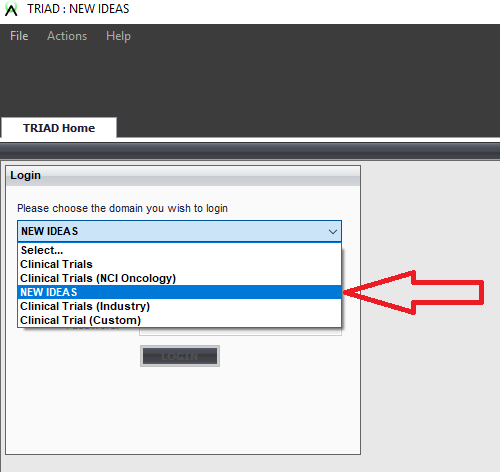 TRIAD : NEW IDEAS
File Actions Help
TRIAD Home
Login
Please choose the domain you wish to login
NEW IDEAS
Select...
Clinical Trials
Clinical Trials (NCI Oncology)
NEW IDEAS
Clinical Trials (Industry)
Clinical Trial (Custom)
LOGIN